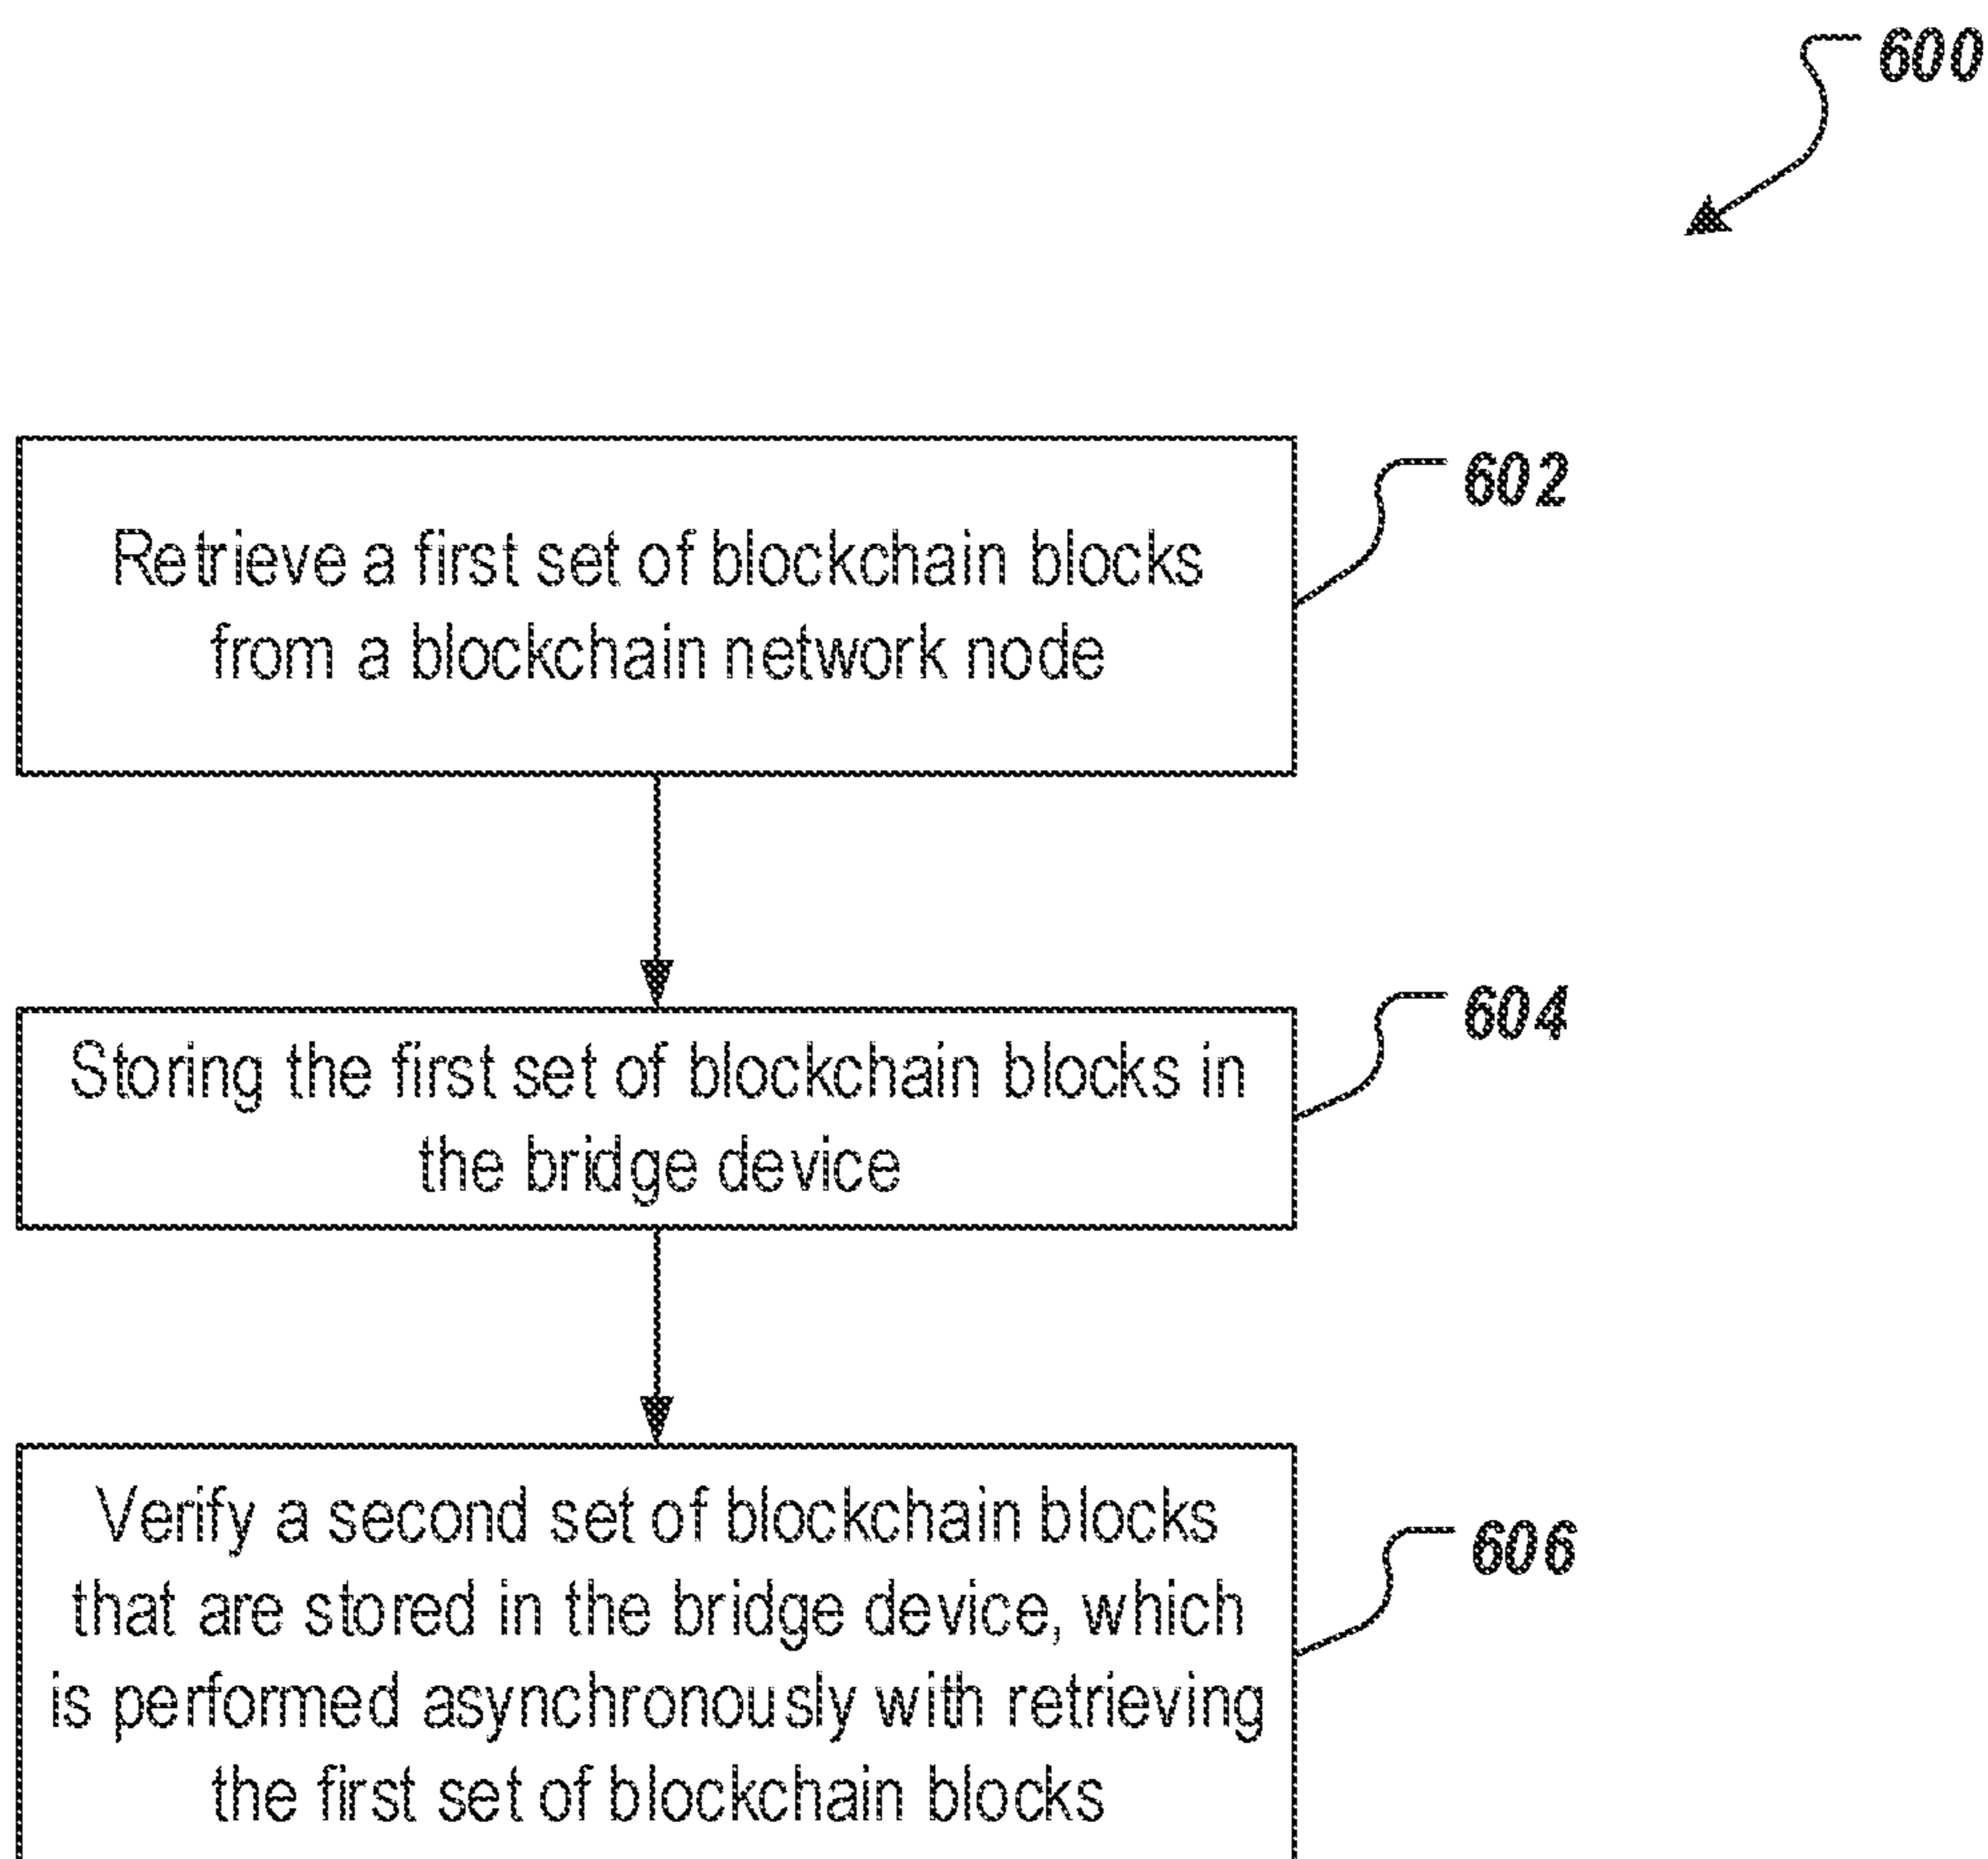 600
602
Retrieve a first set of blockchain blocks
from a blockchain network node
604
Storing the first set of blockchain blocks in
the bridge device
606
Verify a second set of blockchain blocks
that are stored in the bridge device, which
is performed asynchronously with retrieving
the first set of blockchain blocks